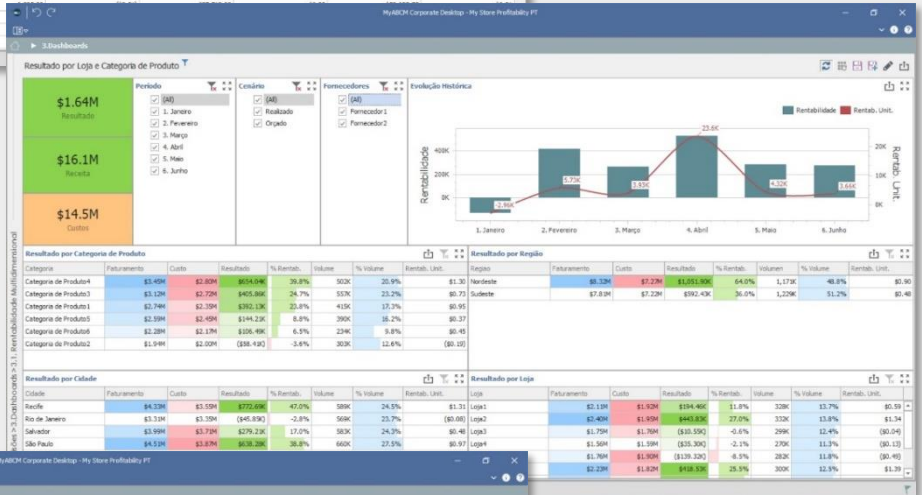 MyABCM Corporate Desktop - My Store Profitability PT
3.Dashboards
Resultado por Loja e Categoria de Produto
$1.64M
Resultado
$16.1M
Receita
$14.5M
Custos
Período
(All)
1. Janeiro
2. Fevereiro
3. Março
4. Abril
5. Maio
6. Junho
Cenário
(All)
Realizado
Orçado
Fornecedores
(All)
Fornecedor1
Fornecedor2
Evolução Histórica
Rentabilidade Rentab. Unit.
Rentabilidade
400K
200K
0K
-2.96K
5.73K
3.93K
23.6K
4.32K
3.66K
20K
10K
0K
Rentab. Unit.
1. Janeiro 2. Fevereiro 3. Março 4. Abril 5. Maio 6. Junho
Resultado por Categoria de Produto
Categoria Faturamento Custo Resultado % Rentab. Volume % Volume Rentab. Unit.
Categoria de Produto4 $3.45M $2.80M $654.04K 39.8% 502K 20.9% $1.30
Categoria de Produto3 $3.12M $2.72M $405.86K 24.7% 557K 23.2% $0.73
Categoria de Produto1 $2.74M $2.35M $392.13K 23.8% 415K 17.3% $0.95
Categoria de Produto5 $2.59M $2.45M $144.21K 8.8% 390K 16.2% $0.37
Categoria de Produto6 $2.28M $2.17M $106.49K 6.5% 234K 9.8% $0.45
Categoria de Produto2 $1.94M $2.00M ($58.41K) -3.6% 303K 12.6% ($0.19)
Resultado por Região
Regiao Faturamento Custo Resultado % Rentab. Volumen % Volume Rentab. Unit.
Nordeste $8.32M $7.27M $1,051.90K 64.0% 1,171K 48.8% $0.90
Sudeste $7.81M $7.22M $592.43K 36.0% 1,229K 51.2% $0.48
Resultado por Cidade
Cidade Faturamento Custo Resultado % Rentab. Volume % Volume Rentab. Unit.
Recife $4.33M $3.55M $772.69K 47.0% 589K 24.5% $1.31
Rio de Janeiro $3.31M $3.35M ($45.85K) -2.8% 569K 23.7% ($0.08)
Salvador $3.99M $3.71M $279.21K 17.0% 583K 24.3% $0.48
São Paulo $4.51M $3.87M $638.28K 38.8% 660K 27.5% $0.97
Resultado por Loja
Loja Faturamento Custo Resultado % Rentab. Volume % Volume Rentab. Unit.
Loja1 $2.11M $1.92M $194.46K 11.8% 328K 13.7% $0.59
Loja2 $2.40M $1.95M $443.83K 27.0% 332K 13.8% $1.34
Loja3 $1.75M $1.76M ($10.55K) -0.6% 299K 12.4% ($0.04)
Loja4 $1.56M $1.59M ($35.30K) -2.1% 270K 11.3% ($0.13)
$1.76M $1.90M ($139.32K) -8.5% 282K 11.8% ($0.49)
$2.23M $1.82M $418.53K 25.5% 300K 12.5% $1.39
3.Dashboards > 3.1. Rentabilidade Multidimensional
MyABCM Corporate Desktop - My Store Profitability PT